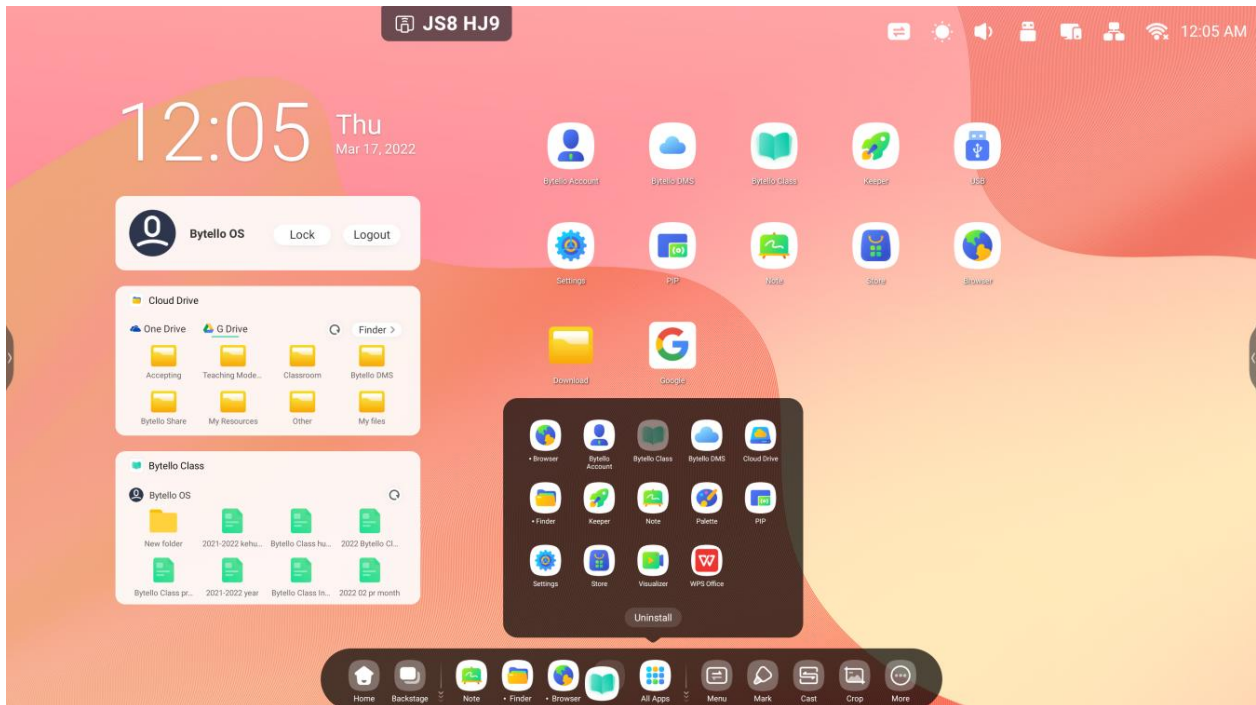 JS8 HJ9
12:05 AM
12:05
Thu
Mar 17, 2022
Bytello OS
Lock
Logout
Cloud Drive
One Drive
G Drive
Finder >
Accepting
Teaching Mode...
Classroom
Bytello DMS
Bytello Share
My Resources
Other
My files
Bytello Class
Bytello OS
New folder
2021-2022 kehu...
Bytello Class hu...
2022 Bytello Cl...
Bytello Class pr...
2021-2022 year
Bytello Class In...
2022 02 pr month
Bytello Account
Bytello DMS
Bytello Class
Keeper
USB
Settings
PIP
Note
Store
Browser
Download
Google
• Browser
Bytello
Account
Bytello Class
Bytello DMS
Cloud Drive
• Finder
Keeper
Note
Palette
PIP
Settings
Store
Visualizer
WPS Office
Uninstall
Home
Backstage
Note
• Finder
• Browser
All Apps
Menu
Mark
Cast
Crop
More